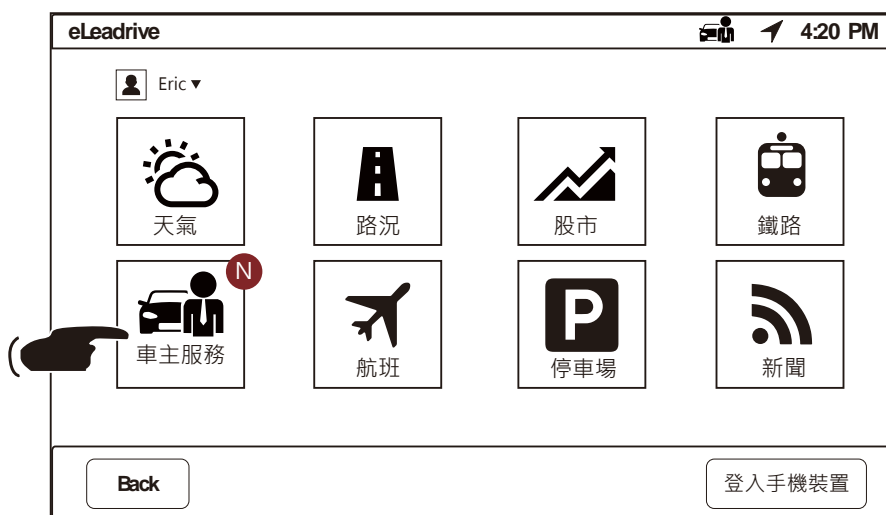 eLeadrive 4:20 PM
Eric ▼
天氣 路況 股市 鐵路
N
車主服務 航班 P 停車場 新聞
Back 登入手機裝置